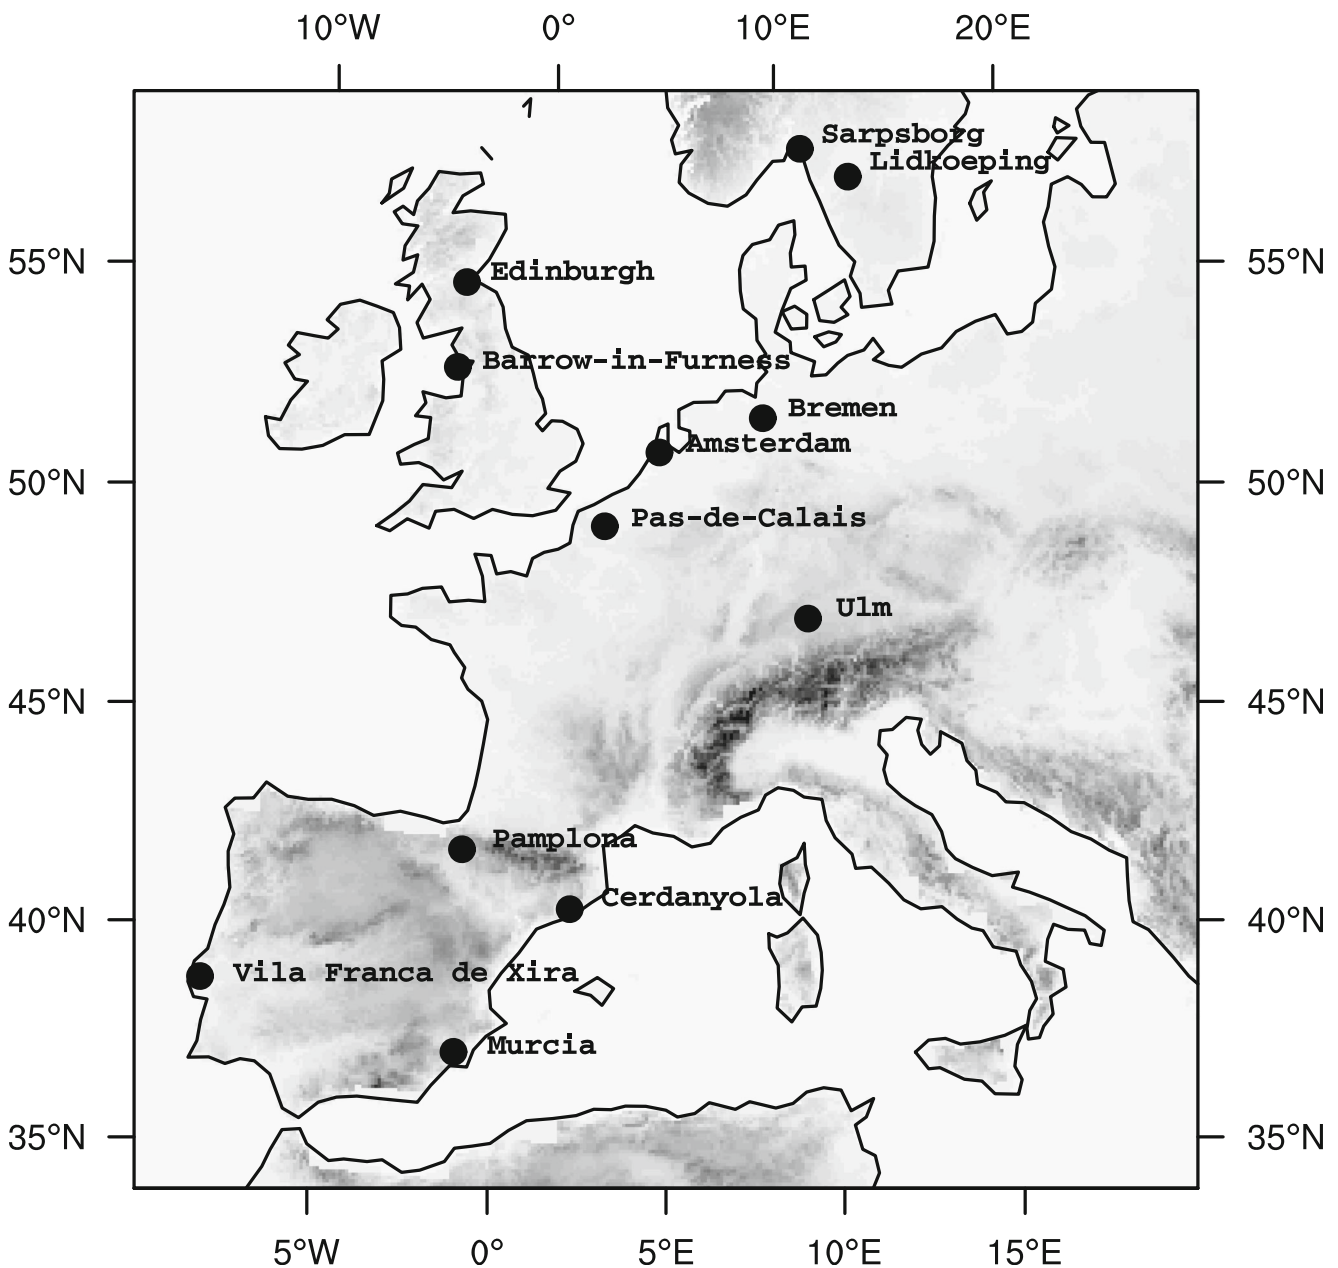 10°W 0° 10°E 20°E
Sarpsborg
Lidkoeping
55°N 55°N
Edinburgh
Barrow-in-Furness
Bremen
Amsterdam
50°N 50°N
Pas-de-Calais
Ulm
45°N 45°N
Pamplona
Cerdanyola
40°N 40°N
Vila Franca de Xira
Murcia
35°N 35°N
5°W 0° 5°E 10°E 15°E